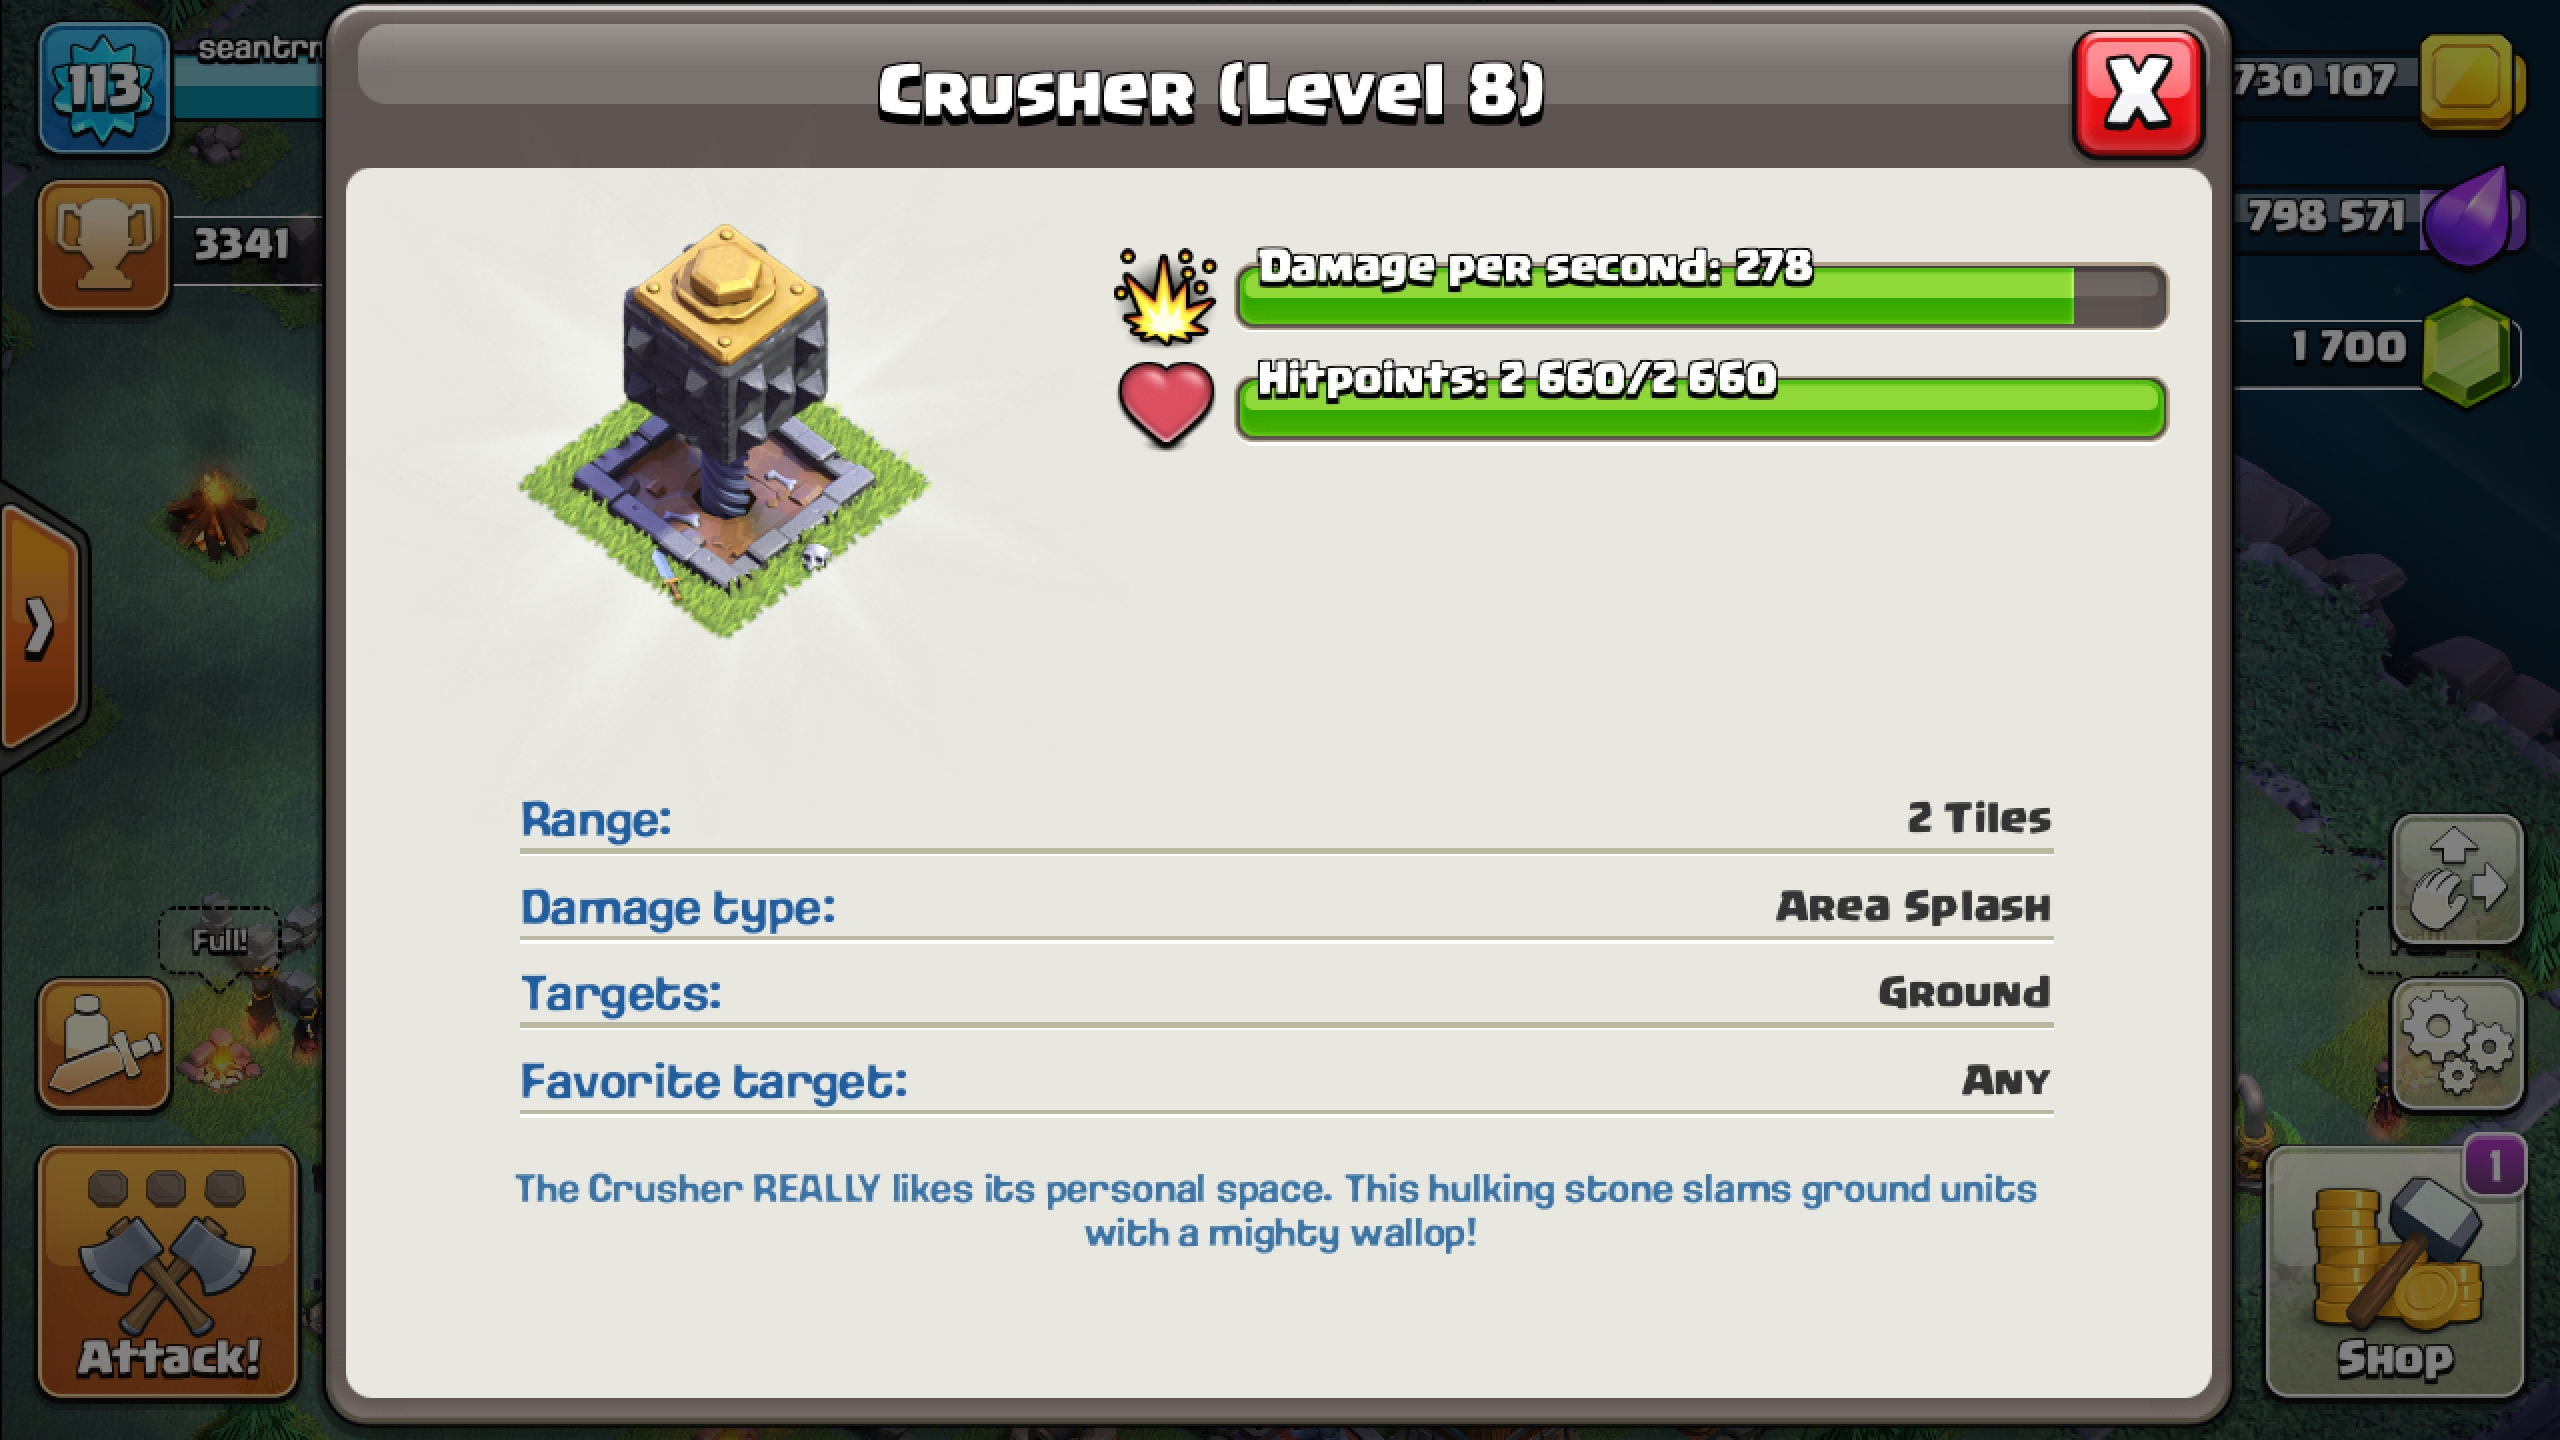 113
seantrn
3341
Full!
Attack!
Crusher (Level 8)
X
Damage per second: 278
Hitpoints: 2 660/2 660
Range: 2 Tiles
Damage type: Area Splash
Targets: Ground
Favorite target: Any
The Crusher REALLY likes its personal space. This hulking stone slams ground units
with a mighty wallop!
730 107
798 571
1 700
1
Shop